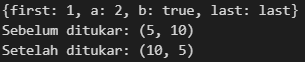 {first: 1, a: 2, b: true, last: last}
Sebelum ditukar: (5, 10)
Setelah ditukar: (10, 5)